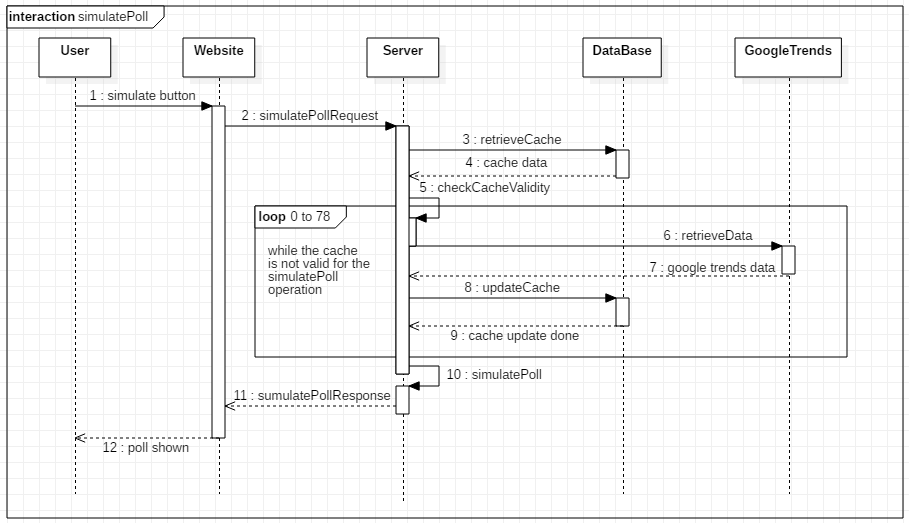 interaction simulatePoll
User
Website
Server
DataBase
GoogleTrends
1 : simulate button
2 : simulatePollRequest
3 : retrieveCache
4 : cache data
5 : checkCacheValidity
loop 0 to 78
6 : retrieveData
while the cache
is not valid for the
simulatePoll
operation
7 : google trends data
8 : updateCache
9 : cache update done
10 : simulatePoll
11 : sumulatePollResponse
12 : poll shown